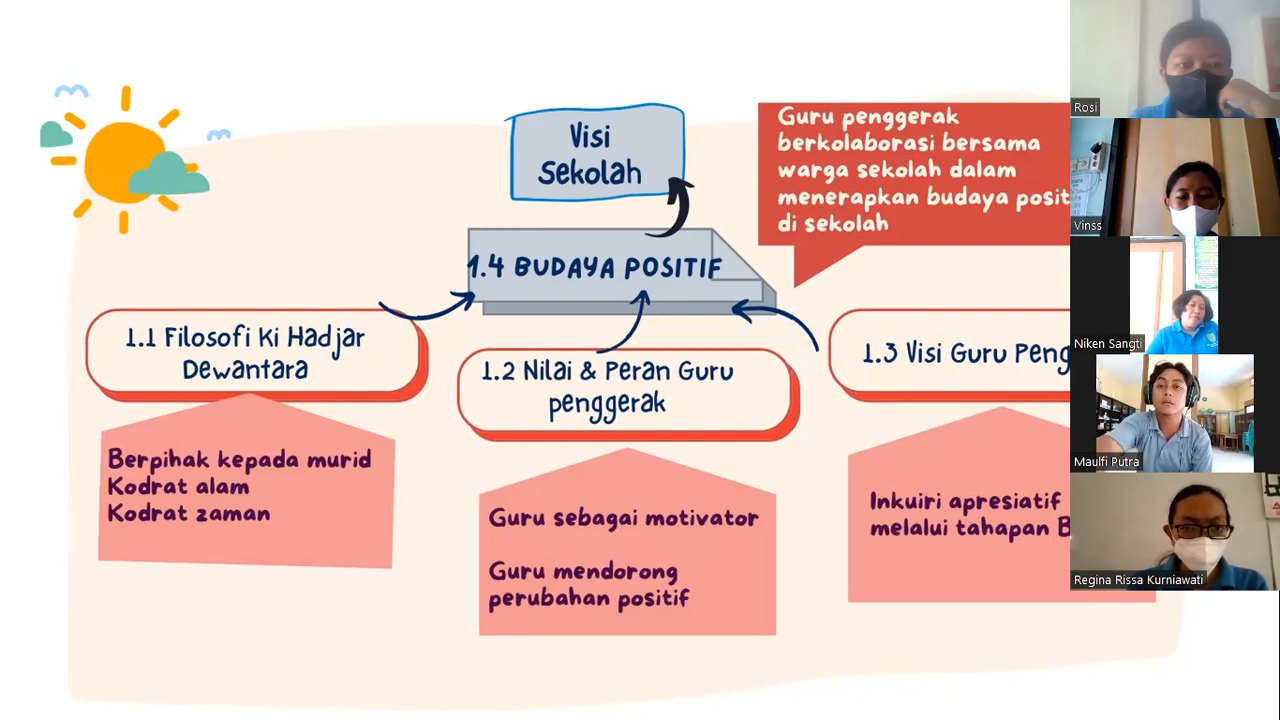 Visi
Sekolah
Guru penggerak
berkolaborasi bersama
warga sekolah dalam
menerapkan budaya posit
di sekolah
1.4 BUDAYA POSITIF
1.1 Filosofi Ki Hadjar
Dewantara
1.2 Nilai & Peran Guru
penggerak
1.3 Visi Guru Peng
Berpihak kepada murid
Kodrat alam
Kodrat zaman
Guru sebagai motivator
Guru mendorong
perubahan positif
Inkuiri apresiatif
melalui tahapan B
Rosi
Vinss
Niken Sangti
Maulfi Putra
Regina Rissa Kurniawati